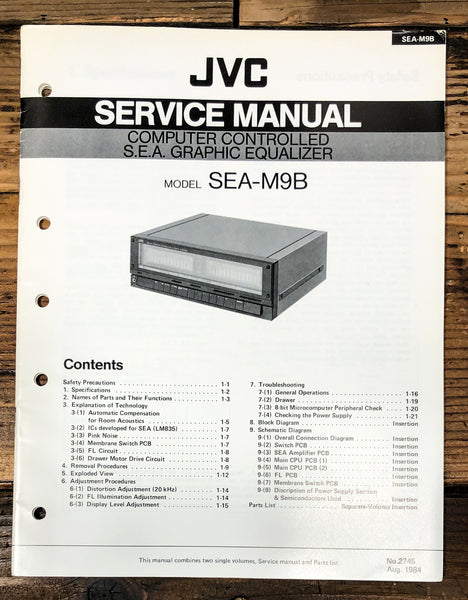 SEA-M9B
JVC
SERVICE MANUAL
COMPUTER CONTROLLED
S.E.A. GRAPHIC EQUALIZER
MODEL SEA-M9B
Contents
Safety Precautions 1-1
1. Specifications 1-2
2. Names of Parts and Their Functions 1-3
3. Explanation of Technology
3-(1) Automatic Compensation
for Room Acoustics 1-5
3-(2) ICs developed for SEA (LM835) 1-7
3-(3) Pink Noise 1-7
3-(4) Membrane Switch PCB 1-7
3-(5) FL Circuit 1-8
3-(6) Drawer Motor Drive Circuit 1-8
4. Removal Procedures 1-9
5. Exploded View 1-12
6. Adjustment Procedures
6-(1) Distortion Adjustment (20 kHz) 1-14
6-(2) FL Illumination Adjustment 1-15
6-(3) Display Level Adjustment 1-15
7. Troubleshooting
7-(1) General Operations 1-16
7-(2) Drawer 1-19
7-(3) 8-bit Microcomputer Peripheral Check 1-20
7-(4) Checking the Power Supply 1-21
8. Block Diagram Insertion
9. Schematic Diagram
9-(1) Overall Connection Diagram Insertion
9-(2) Switch PCB Insertion
9-(3) SEA Amplifier PCB Insertion
9-(4) Main CPU PCB (1) Insertion
9-(5) Main CPU PCB (2) Insertion
9-(6) FL PCB Insertion
9-(7) Membrane Switch PCB Insertion
9-(8) Discription of Power Supply Section
& Semiconductors Used Insertion
Parts List Separate-Volume Insertion
This manual combines two single volumes, Service manual and Parts list.
No.2745
Aug. 1984